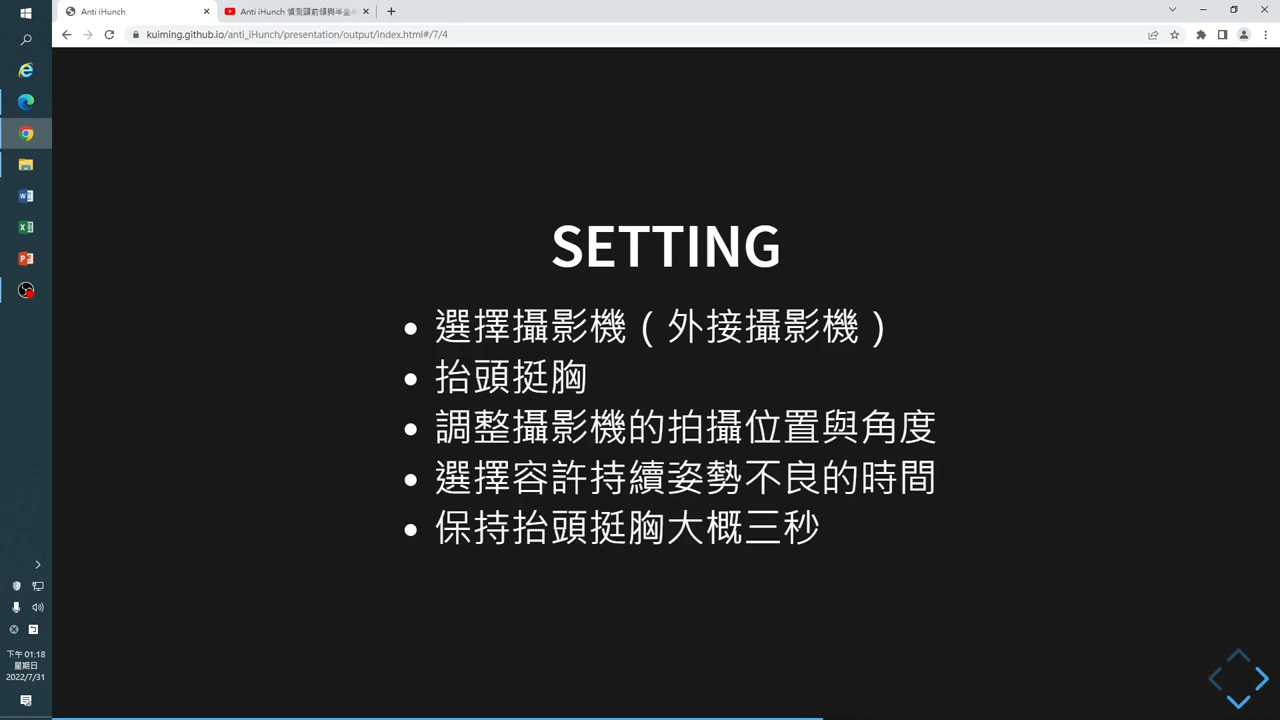 Anti iHunch
Anti iHunch 偵測頭前傾與半坐半
kuiming.github.io/anti_iHunch/presentation/output/index.html#/7/4
SETTING
選擇攝影機（外接攝影機）
抬頭挺胸
調整攝影機的拍攝位置與角度
選擇容許持續姿勢不良的時間
保持抬頭挺胸大概三秒
下午 01:18
星期日
2022/7/31